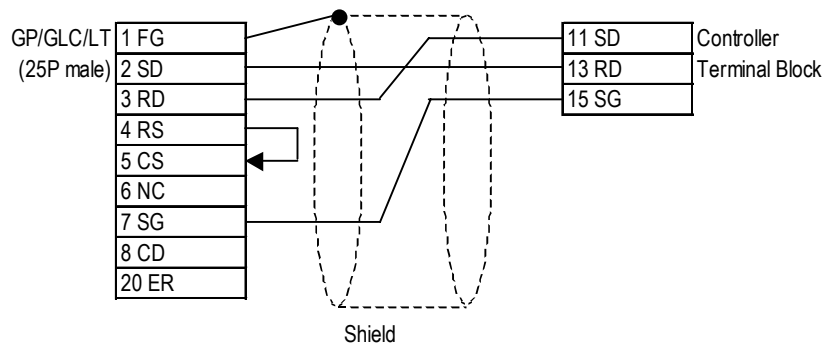 GP/GLC/LT
(25P male)
1 FG
2 SD
3 RD
4 RS
5 CS
6 NC
7 SG
8 CD
20 ER
11 SD
13 RD
15 SG
Controller
Terminal Block
Shield